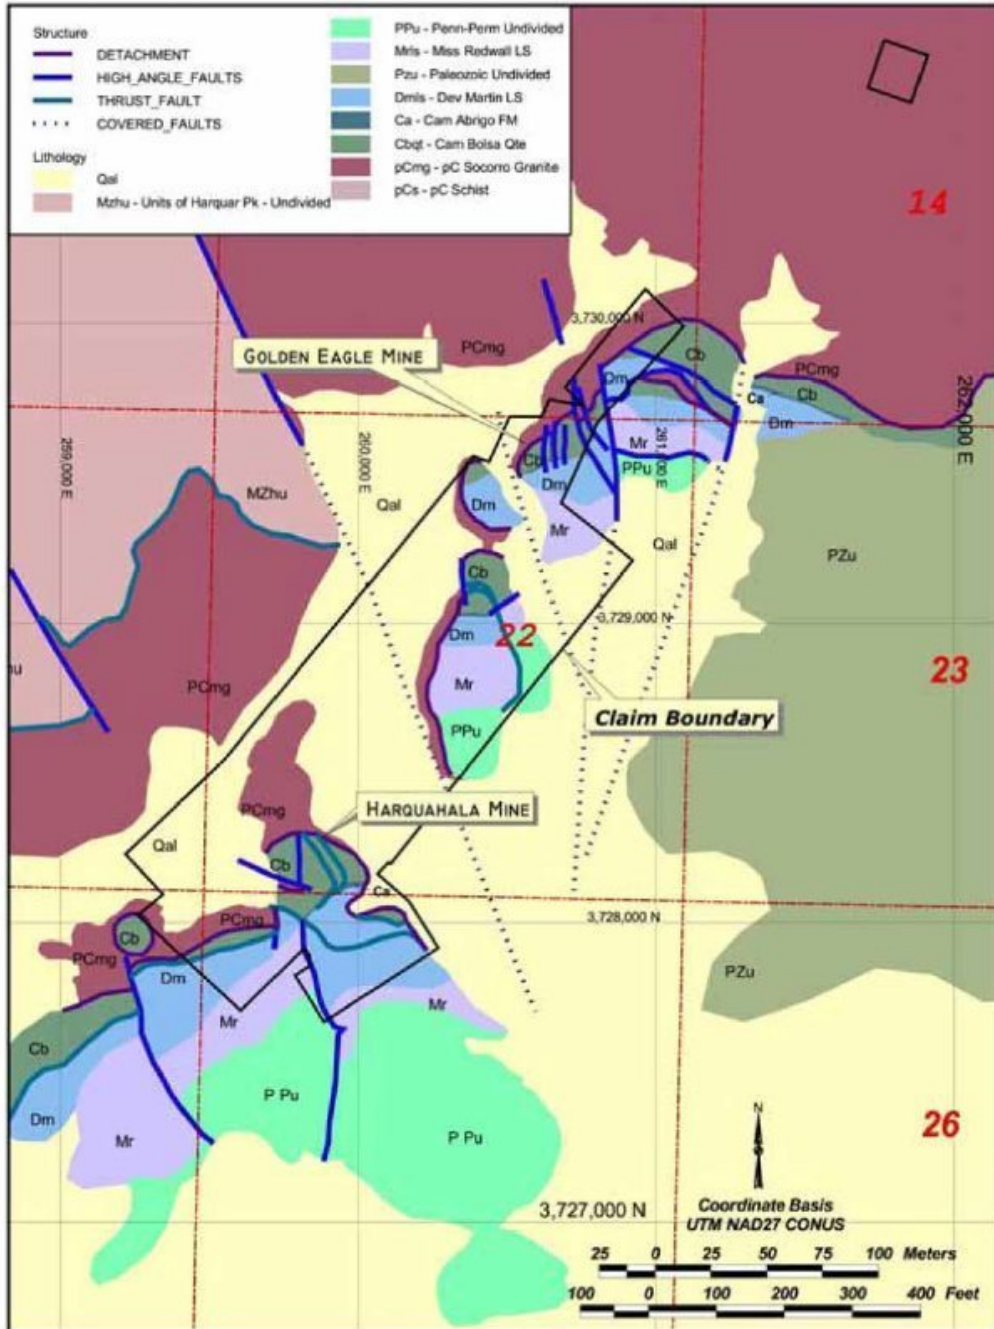 Structure
DETACHMENT
HIGH_ANGLE_FAULTS
THRUST_FAULT
COVERED_FAULTS
Lithology
Qal
Mzhu - Units of Harquar Pk - Undivided
PPu - Penn-Perm Undivided
Mrls - Miss Redwall LS
Pzu - Paleozoic Undivided
Dmls - Dev Martin LS
Ca - Cam Abrigo FM
Cbqt - Cam Bolsa Qte
pCmg - pC Socorro Granite
pCs - pC Schist
14
3,730,000 N
GOLDEN EAGLE MINE
PCmg
Cb
PCmg
Dm
Ca
Cb
Dm
262,000 E
259,000 E
260,000 E
261,000 E
Mr
Cb
PPu
Dm
MZhu
Qal
Dm
Mr
Qal
PZu
Cb
3,729,000 N
22
Dm
23
hu
PCmg
Mr
Claim Boundary
PPu
PCmg
HARQUAHALA MINE
Qal
Cb
Ca
PCmg
3,728,000 N
Cb
PCmg
Dm
PZu
Mr
Mr
Cb
P Pu
Dm
Mr
P Pu
26
N
3,727,000 N
Coordinate Basis
UTM NAD27 CONUS
25 0 25 50 75 100 Meters
100 0 100 200 300 400 Feet